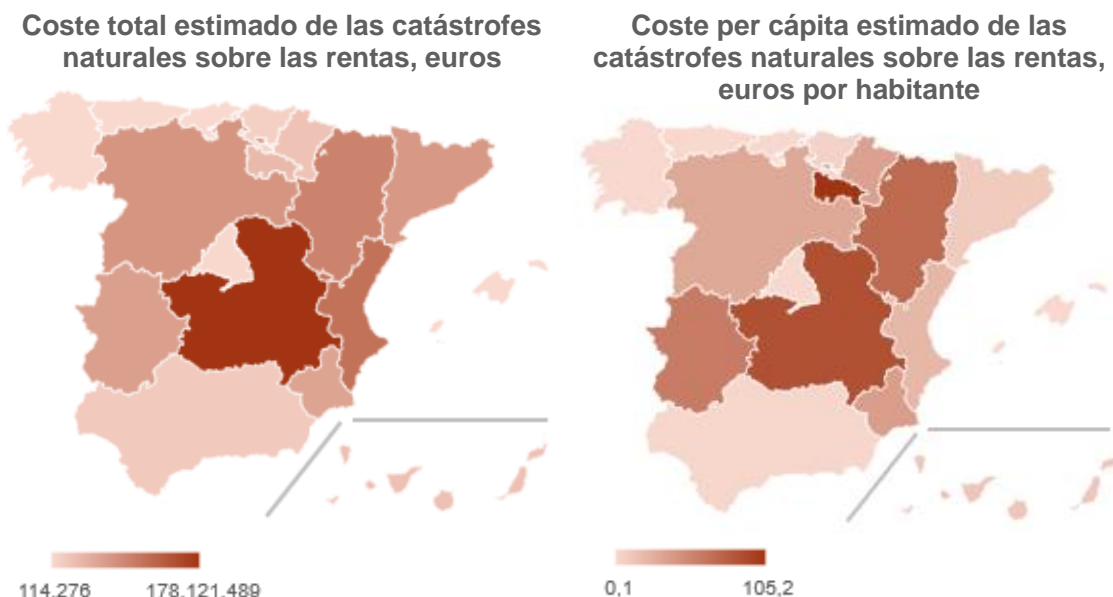 Coste total estimado de las catástrofes
naturales sobre las rentas, euros
Coste per cápita estimado de las
catástrofes naturales sobre las rentas,
euros por habitante
114.276
178.121.489
0,1
105,2